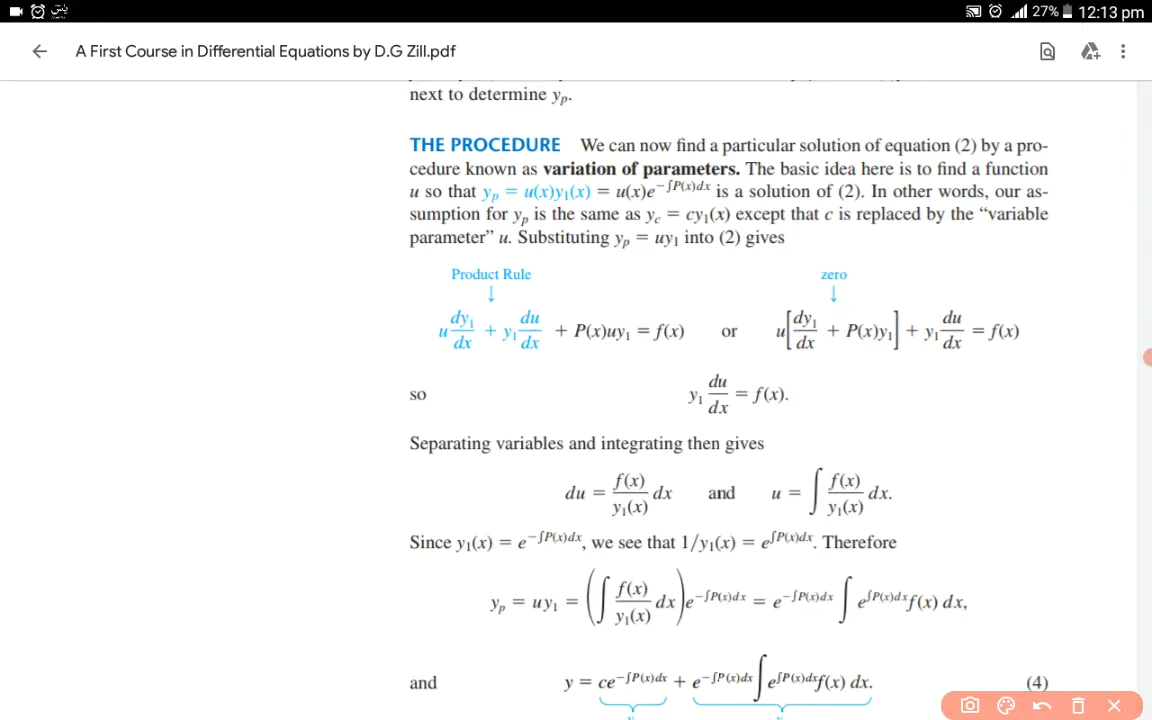 27% 12:13 pm
A First Course in Differential Equations by D.G Zill.pdf
next to determine yₚ.
THE PROCEDURE We can now find a particular solution of equation (2) by a pro-
cedure known as variation of parameters. The basic idea here is to find a function
u so that yₚ = u(x)y₁(x) = u(x)e^{−∫P(x)dx} is a solution of (2). In other words, our as-
sumption for yₚ is the same as y_c = cy₁(x) except that c is replaced by the “variable
parameter” u. Substituting yₚ = uy₁ into (2) gives
Product Rule zero
↓ ↓
u dy₁/dx + y₁ du/dx + P(x)uy₁ = f(x) or u[dy₁/dx + P(x)y₁] + y₁ du/dx = f(x)
so y₁ du/dx = f(x).
Separating variables and integrating then gives
du = f(x)/y₁(x) dx and u = ∫ f(x)/y₁(x) dx.
Since y₁(x) = e^{−∫P(x)dx}, we see that 1/y₁(x) = e^{∫P(x)dx}. Therefore
yₚ = uy₁ = (∫ f(x)/y₁(x) dx)e^{−∫P(x)dx} = e^{−∫P(x)dx} ∫ e^{∫P(x)dx}f(x) dx,
and y = ce^{−∫P(x)dx} + e^{−∫P(x)dx} ∫ e^{∫P(x)dx}f(x) dx. (4)